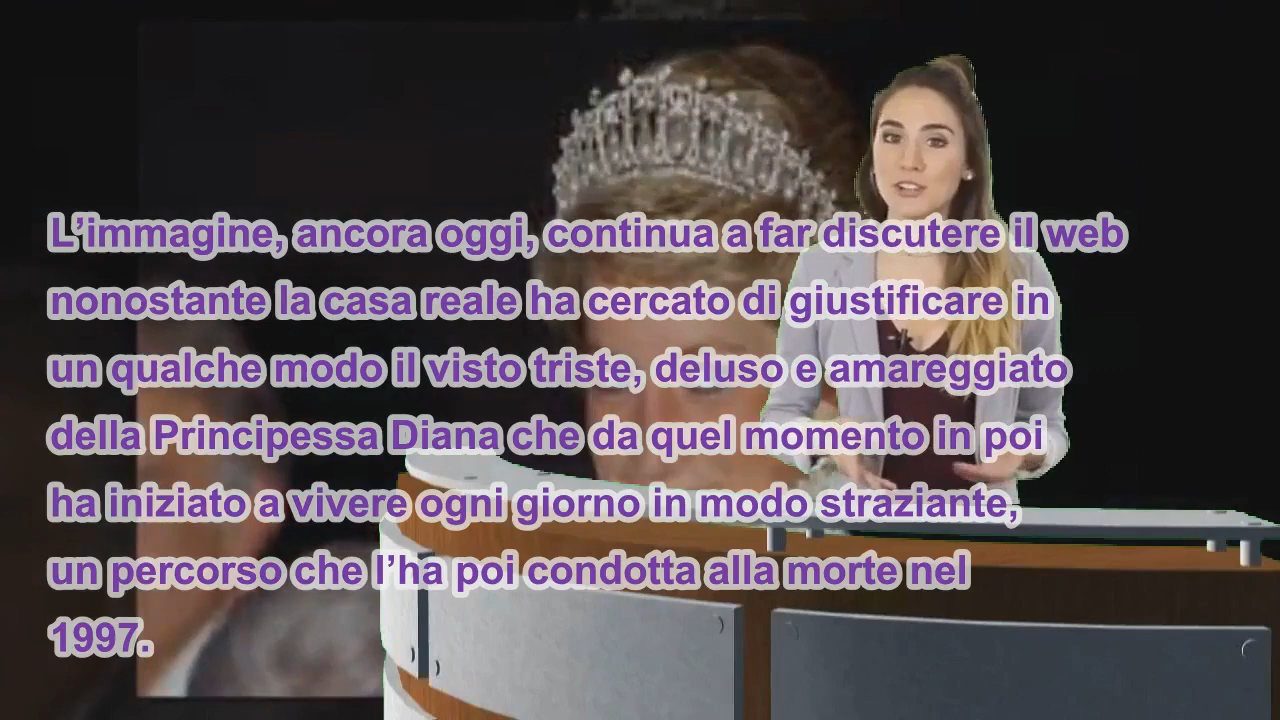 L’immagine, ancora oggi, continua a far discutere il web
nonostante la casa reale ha cercato di giustificare in
un qualche modo il visto triste, deluso e amareggiato
della Principessa Diana che da quel momento in poi
ha iniziato a vivere ogni giorno in modo straziante,
un percorso che l’ha poi condotta alla morte nel
1997.